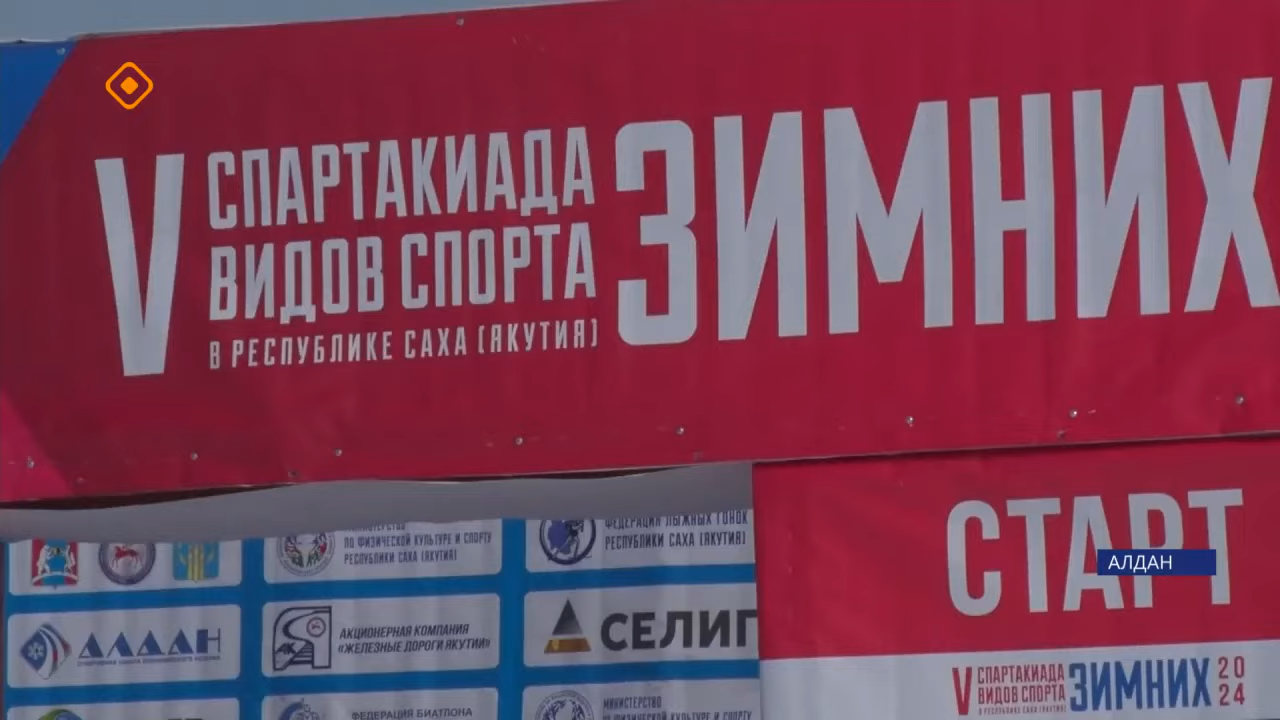 V СПАРТАКИАДА ЗИМНИХ
ВИДОВ СПОРТА
В РЕСПУБЛИКЕ САХА (ЯКУТИЯ)
СТАРТ
АЛДАН
МИНИСТЕРСТВО
ПО ФИЗИЧЕСКОЙ КУЛЬТУРЕ И СПОРТУ
РЕСПУБЛИКИ САХА (ЯКУТИЯ)
ФЕДЕРАЦИЯ ЛЫЖНЫХ ГОНОК
РЕСПУБЛИКИ САХА (ЯКУТИЯ)
АЛДАН
АКЦИОНЕРНАЯ КОМПАНИЯ
«ЖЕЛЕЗНЫЕ ДОРОГИ ЯКУТИИ»
СЕЛИГ
V СПАРТАКИАДА ЗИМНИХ 2024
ВИДОВ СПОРТА
В РЕСПУБЛИКЕ САХА (ЯКУТИЯ)
ФЕДЕРАЦИЯ БИАТЛОНА
МИНИСТЕРСТВО
ПО ФИЗИЧЕСКОЙ КУЛЬТУРЕ И СПОРТУ